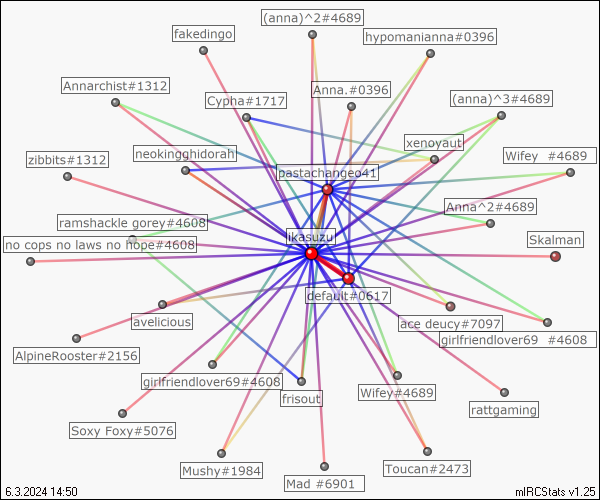 (anna)^2#4689
fakedingo
hypomanianna#0396
Annarchist#1312
Anna.#0396
Cypha#1717
(anna)^3#4689
xenoyaut
neokingghidorah
Wifey  #4689
zibbits#1312
pastachangeo41
Anna^2#4689
ramshackle gorey#4608
likasuzu
Skalman
no cops no laws no hope#4608
default#0617
avelicious
ace deucy#7097
girlfriendlover69  #4608
AlpineRooster#2156
girlfriendlover69#4608
Wifey#4689
frisout
rattgaming
Soxy Foxy#5076
Mushy#1984
Toucan#2473
Mad #6901
6.3.2024 14:50
mIRCStats v1.25